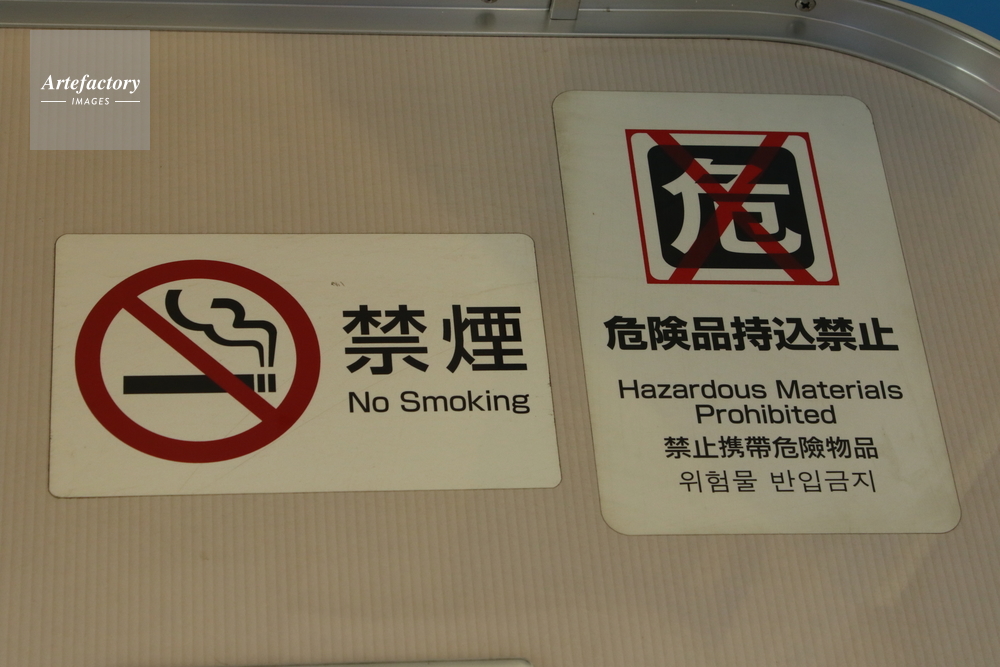 Artefactory
IMAGES
禁煙
No Smoking
危
危険品持込禁止
Hazardous Materials
Prohibited
禁止携帶危險物品
위험물 반입금지